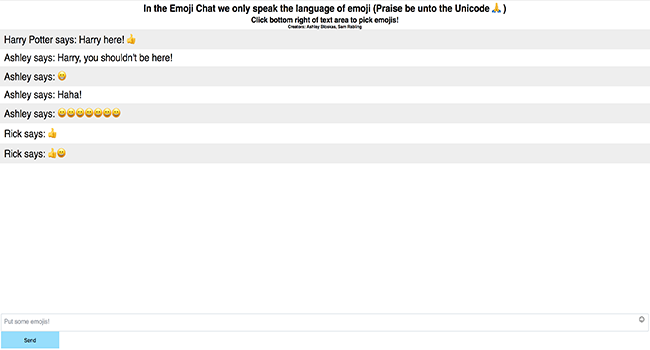 In the Emoji Chat we only speak the language of emoji (Praise be unto the Unicode 🙏 )
Click bottom right of text area to pick emojis!
Creators: Ashley
Sam
Harry Potter says: Harry here! 👍
Ashley says: Harry, you shouldn't be here!
Ashley says: 😁
Ashley says: Haha!
Ashley says: 😀😀😀😀😀😀😀
Rick says: 👍
Rick says: 👍😀
Put some emojis!
Send